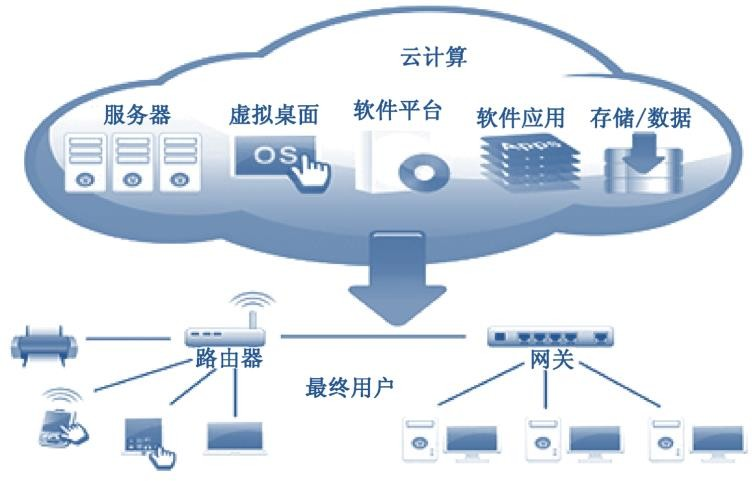 云计算
服务器
虚拟桌面
软件平台
软件应用
存储/数据
OS
Apps
路由器
网关
最终用户